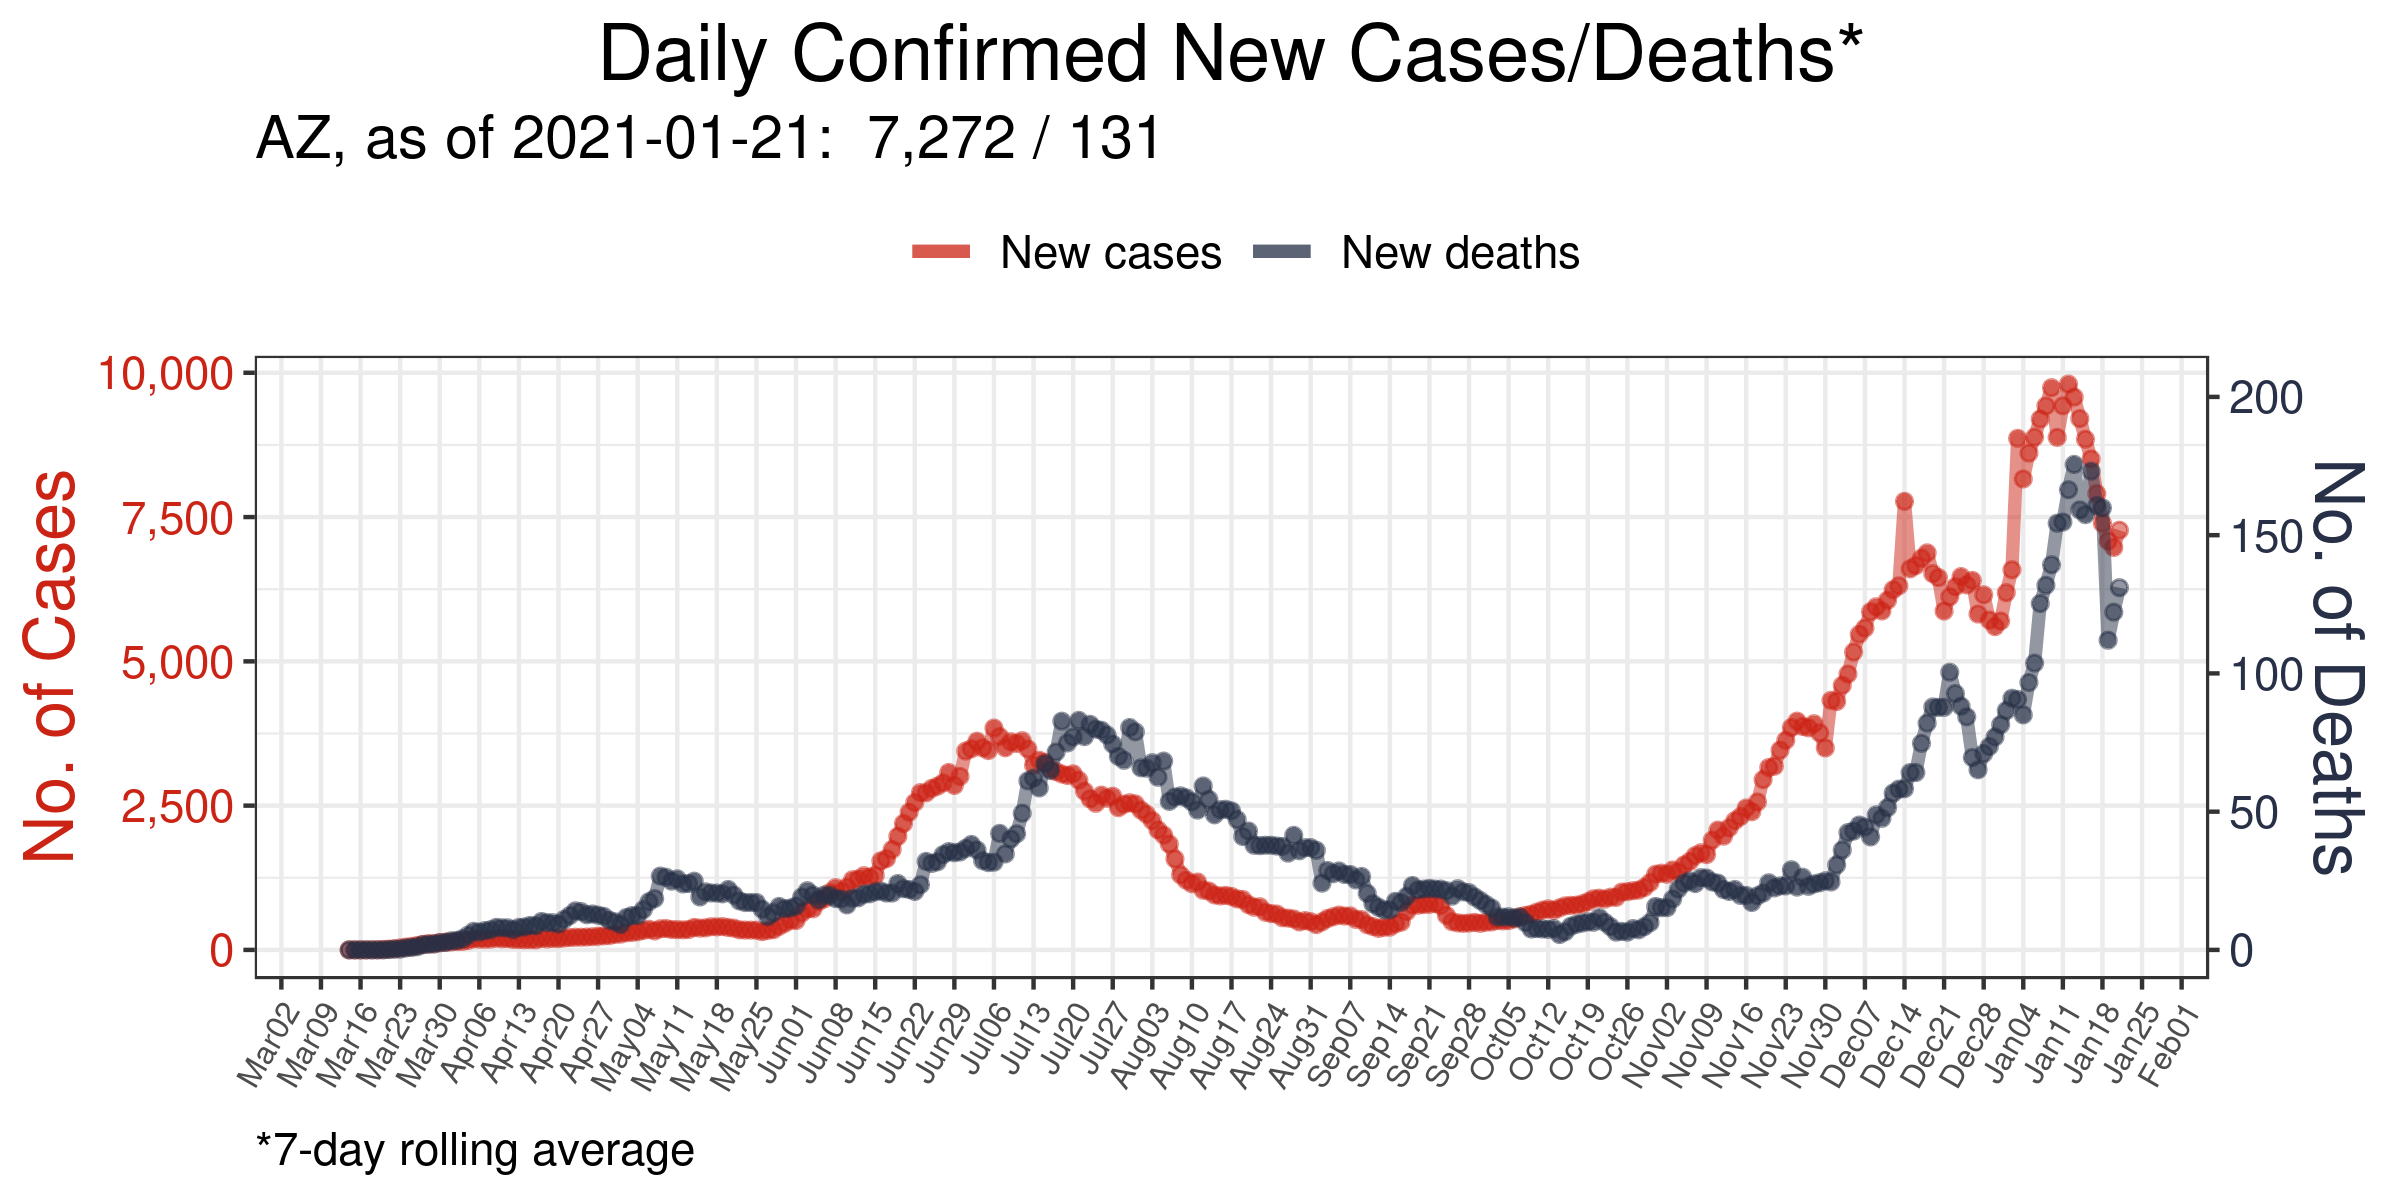 Daily Confirmed New Cases/Deaths*
AZ, as of 2021-01-21:  7,272 / 131
New cases New deaths
No. of Cases
10,000
7,500
5,000
2,500
0
200
150
100
50
0
No. of Deaths
Mar02 Mar09 Mar16 Mar23 Mar30 Apr06 Apr13 Apr20 Apr27 May04 May11 May18 May25 Jun01 Jun08 Jun15 Jun22 Jun29 Jul06 Jul13 Jul20 Jul27 Aug03 Aug10 Aug17 Aug24 Aug31 Sep07 Sep14 Sep21 Sep28 Oct05 Oct12 Oct19 Oct26 Nov02 Nov09 Nov16 Nov23 Nov30 Dec07 Dec14 Dec21 Dec28 Jan04 Jan11 Jan18 Jan25 Feb01
*7-day rolling average